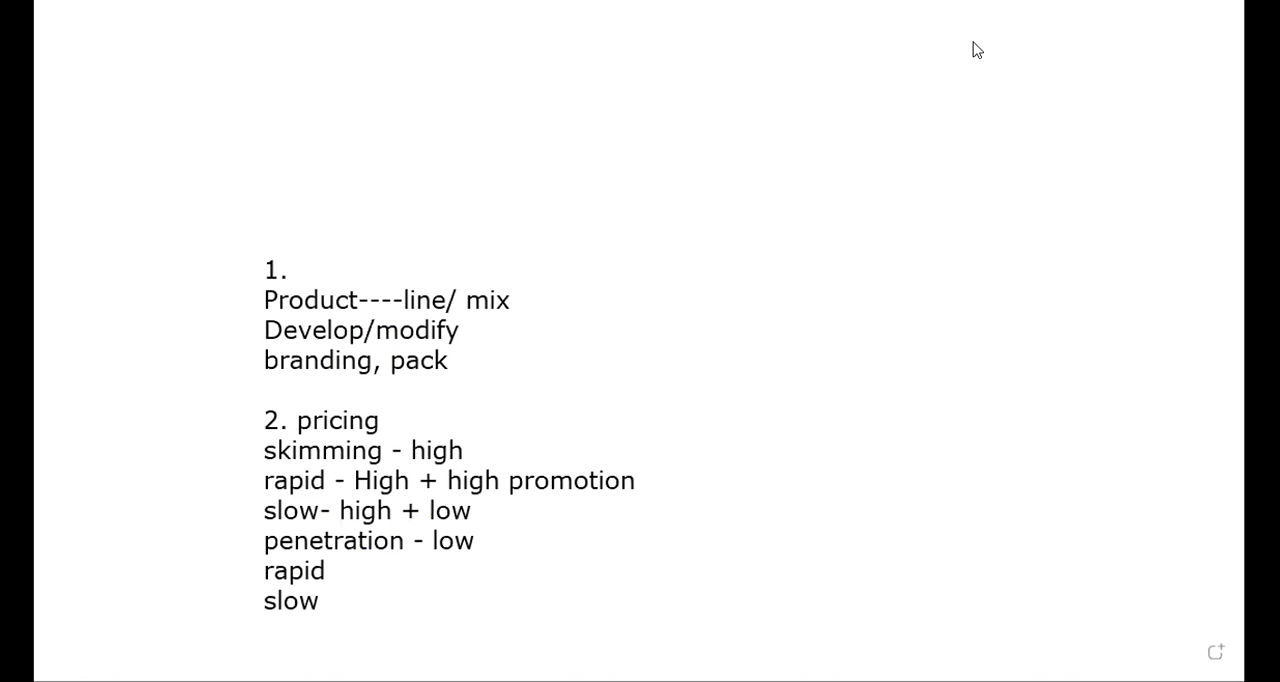 1.
Product----line/ mix
Develop/modify
branding, pack
2. pricing
skimming - high
rapid - High + high promotion
slow- high + low
penetration - low
rapid
slow